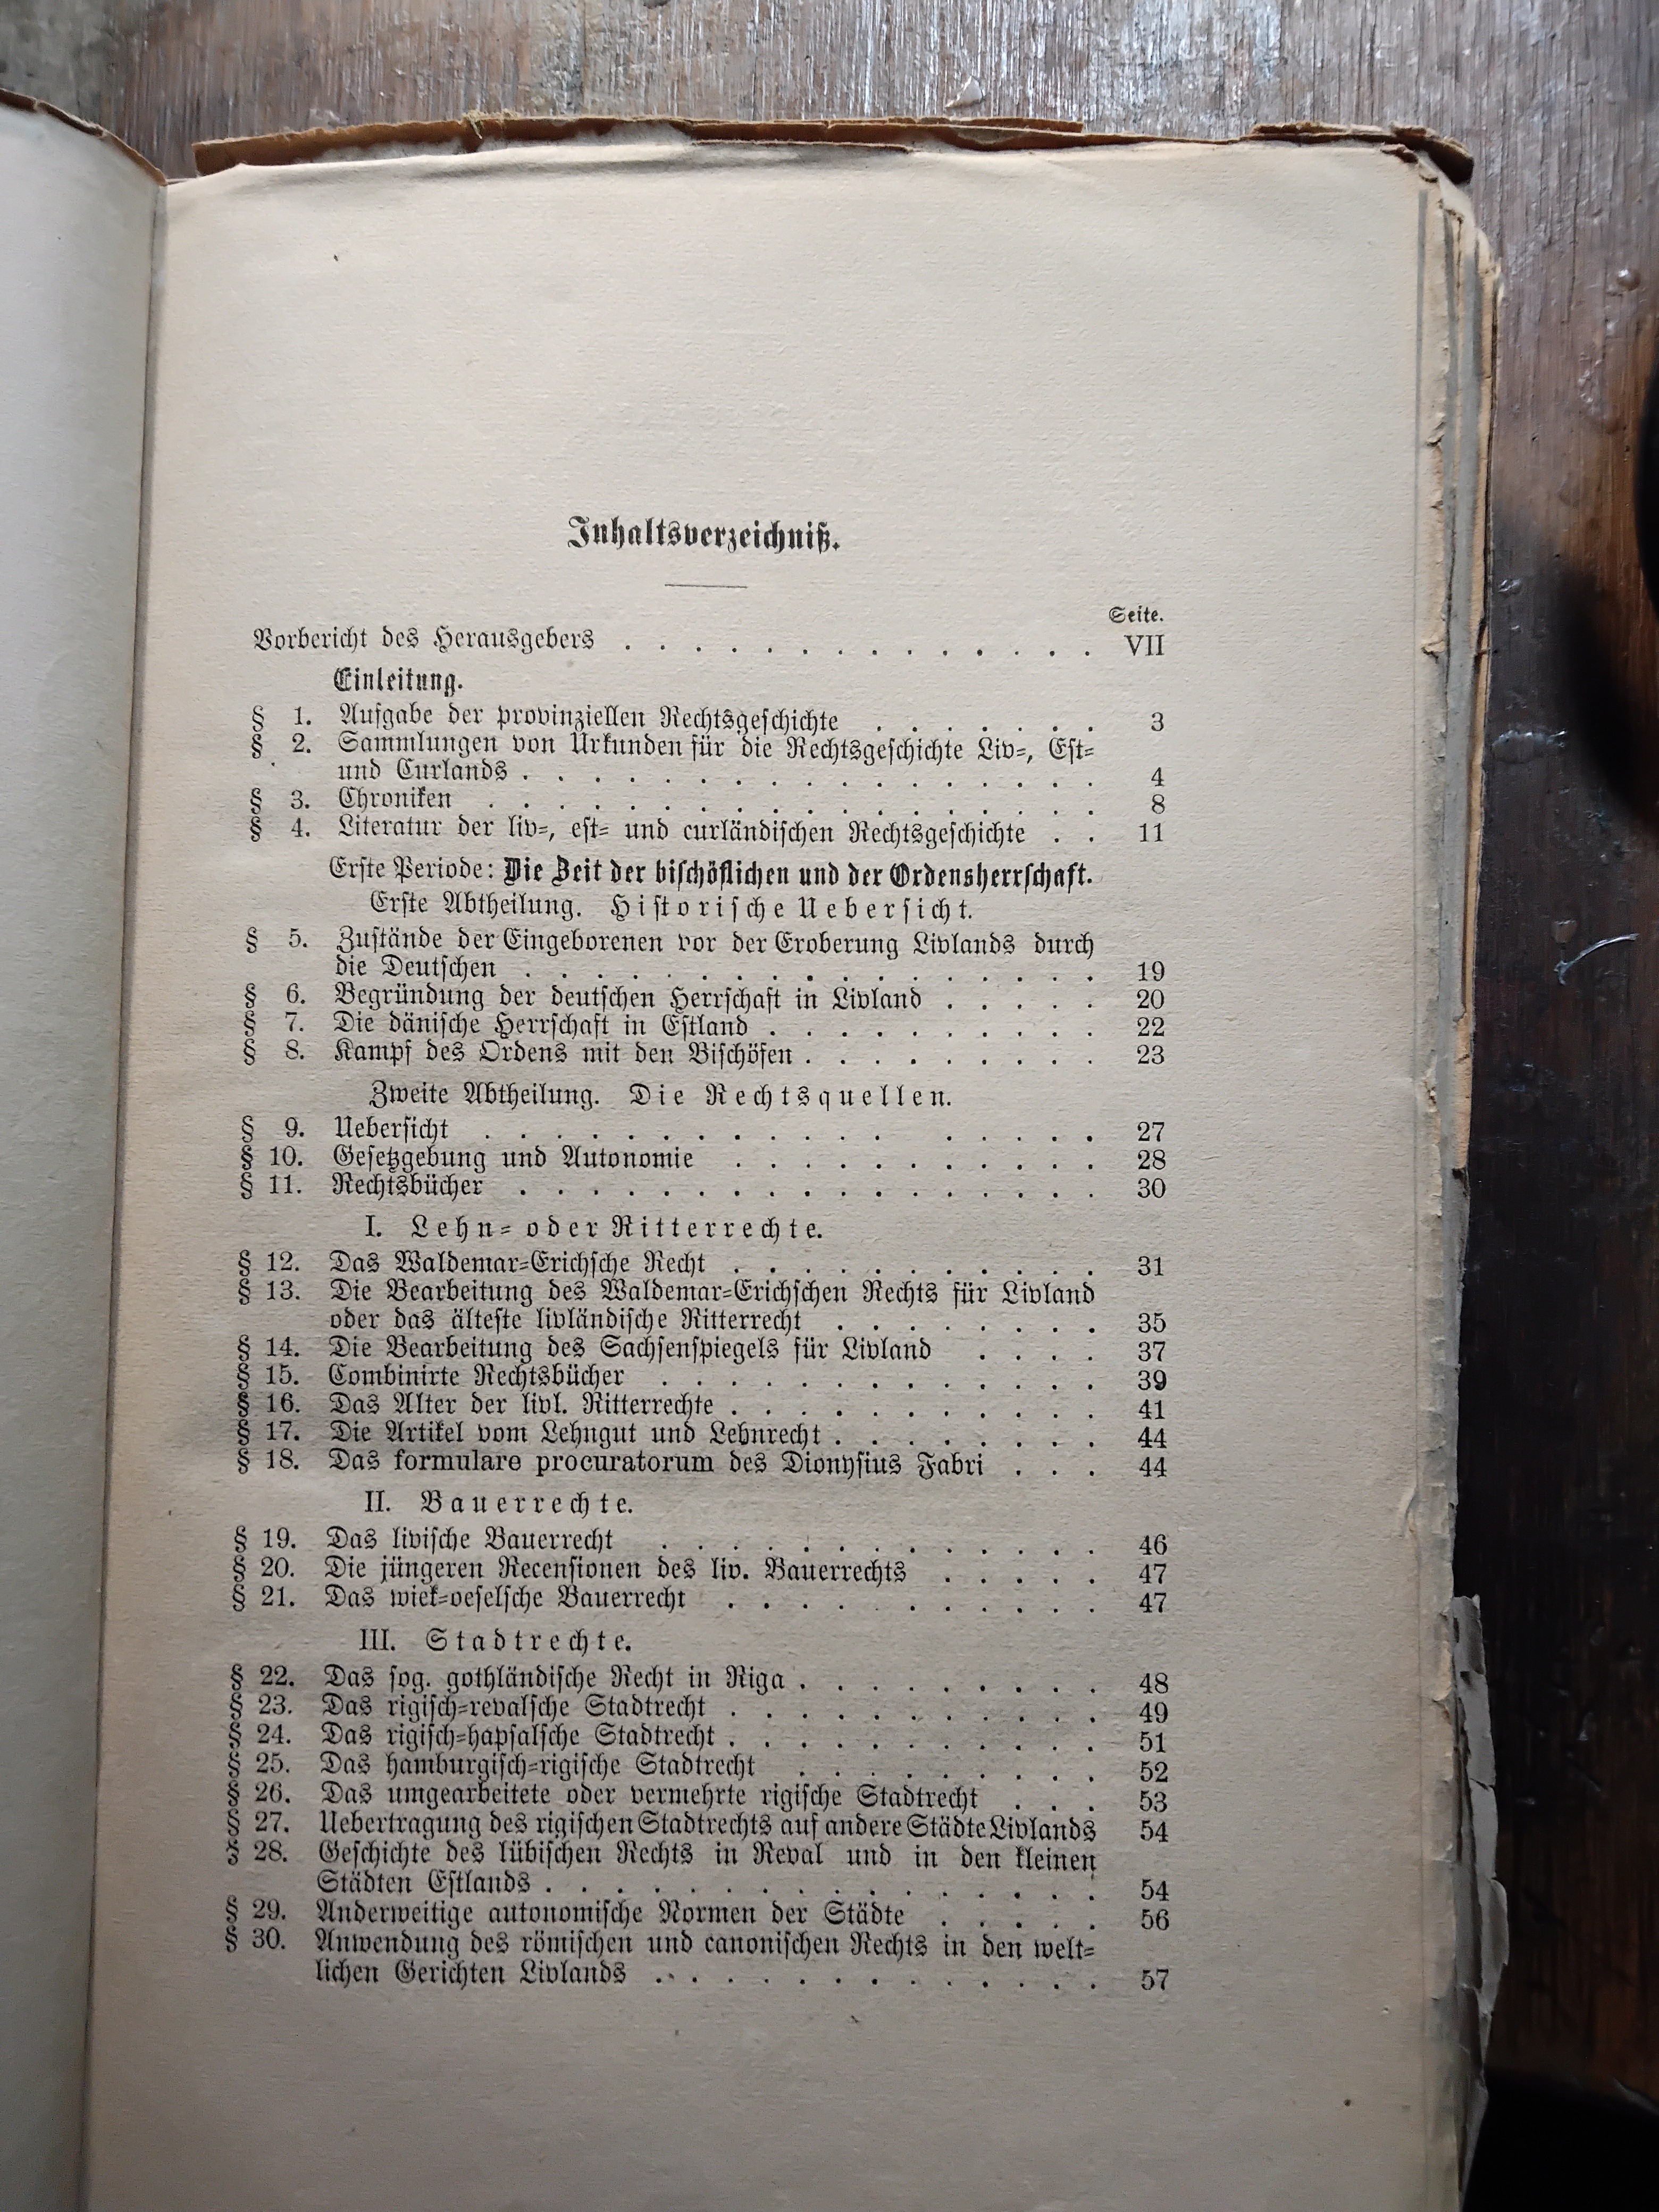 Inhaltsverzeichniß.
Seite.
Vorbericht des Herausgebers . . . . . . . . . . . . . . VII
Einleitung.
§ 1. Aufgabe der provinziellen Rechtsgeschichte . . . . . . . 3
§ 2. Sammlungen von Urkunden für die Rechtsgeschichte Liv-, Est-
und Curlands . . . . . . . . . . . . . . . . . 4
§ 3. Chroniken . . . . . . . . . . . . . . . . . . 8
§ 4. Literatur der liv-, est- und curländischen Rechtsgeschichte . . 11
Erste Periode: Die Zeit der bischöflichen und der Ordensherrschaft.
Erste Abtheilung. Historische Uebersicht.
§ 5. Zustände der Eingeborenen vor der Eroberung Livlands durch
die Deutschen . . . . . . . . . . . . . . . . . 19
§ 6. Begründung der deutschen Herrschaft in Livland . . . . . 20
§ 7. Die dänische Herrschaft in Estland . . . . . . . . . . 22
§ 8. Kampf des Ordens mit den Bischöfen . . . . . . . . . 23
Zweite Abtheilung. Die Rechtsquellen.
§ 9. Uebersicht . . . . . . . . . . . . . . . . . 27
§ 10. Gesetzgebung und Autonomie . . . . . . . . . . . 28
§ 11. Rechtsbücher . . . . . . . . . . . . . . . . . 30
I. Lehn- oder Ritterrechte.
§ 12. Das Waldemar-Erichsche Recht . . . . . . . . . . . 31
§ 13. Die Bearbeitung des Waldemar-Erichschen Rechts für Livland
oder das älteste livländische Ritterrecht . . . . . . . . 35
§ 14. Die Bearbeitung des Sachsenspiegels für Livland . . . . 37
§ 15. Combinirte Rechtsbücher . . . . . . . . . . . . . 39
§ 16. Das Alter der livl. Ritterrechte . . . . . . . . . . . 41
§ 17. Die Artikel vom Lehngut und Lehnrecht . . . . . . . . 44
§ 18. Das formulare procuratorum des Dionysius Fabri . . . 44
II. Bauerrechte.
§ 19. Das livische Bauerrecht . . . . . . . . . . . . . 46
§ 20. Die jüngeren Recensionen des liv. Bauerrechts . . . . . 47
§ 21. Das wiek-oeselsche Bauerrecht . . . . . . . . . . 47
III. Stadtrechte.
§ 22. Das sog. gothländische Recht in Riga . . . . . . . . . 48
§ 23. Das rigisch-revalsche Stadtrecht . . . . . . . . . . . 49
§ 24. Das rigisch-hapsalsche Stadtrecht . . . . . . . . . . . 51
§ 25. Das hamburgisch-rigische Stadtrecht . . . . . . . . . 52
§ 26. Das umgearbeitete oder vermehrte rigische Stadtrecht . . . 53
§ 27. Uebertragung des rigischen Stadtrechts auf andere Städte Livlands 54
§ 28. Geschichte des lübischen Rechts in Reval und in den kleinen
Städten Estlands . . . . . . . . . . . . . . . . 54
§ 29. Anderweitige autonomische Normen der Städte . . . . . 56
§ 30. Anwendung des römischen und canonischen Rechts in den welt-
lichen Gerichten Livlands . . . . . . . . . . . . . 57